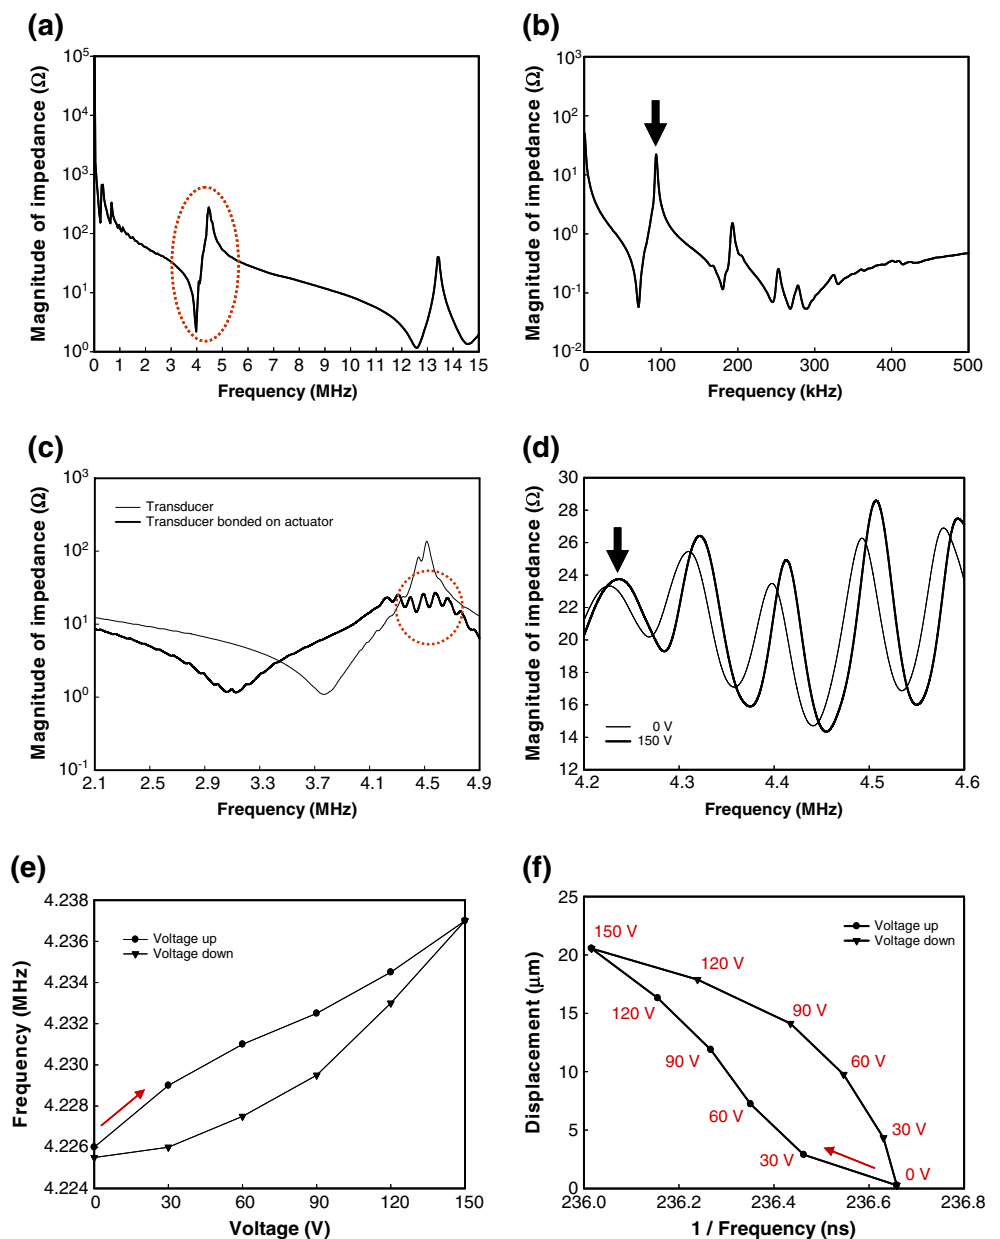 (a)
10^5
10^4
10^3
10^2
10^1
10^0
Magnitude of impedance (Ω)
0 1 2 3 4 5 6 7 8 9 10 11 12 13 14 15
Frequency (MHz)
(b)
10^3
10^2
10^1
10^0
10^-1
10^-2
Magnitude of impedance (Ω)
0 100 200 300 400 500
Frequency (kHz)
(c)
10^3
10^2
10^1
10^0
10^-1
Magnitude of impedance (Ω)
Transducer
Transducer bonded on actuator
2.1 2.5 2.9 3.3 3.7 4.1 4.5 4.9
Frequency (MHz)
(d)
30
28
26
24
22
20
18
16
14
12
Magnitude of impedance (Ω)
0 V
150 V
4.2 4.3 4.4 4.5 4.6
Frequency (MHz)
(e)
4.238
4.236
4.234
4.232
4.230
4.228
4.226
4.224
Frequency (MHz)
Voltage up
Voltage down
0 30 60 90 120 150
Voltage (V)
(f)
25
20
15
10
5
0
Displacement (μm)
Voltage up
Voltage down
150 V
120 V
120 V
90 V
90 V
60 V
60 V
30 V
30 V
0 V
236.0 236.2 236.4 236.6 236.8
1 / Frequency (ns)